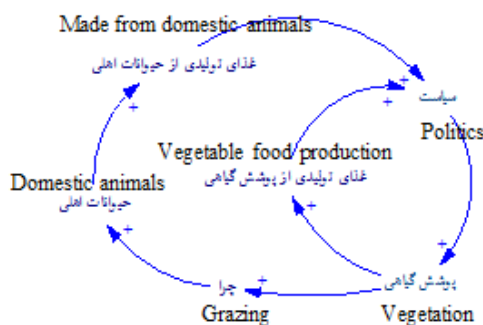 Made from domestic animals
غذای تولیدی از حیوانات اهلی
+
+
+
سیاست
Politics
Vegetable food production
غذای تولیدی از پوشش گیاهی
Domestic animals
حیوانات اهلی
+
+
+
+
چرا
Grazing
پوشش گیاهی
Vegetation